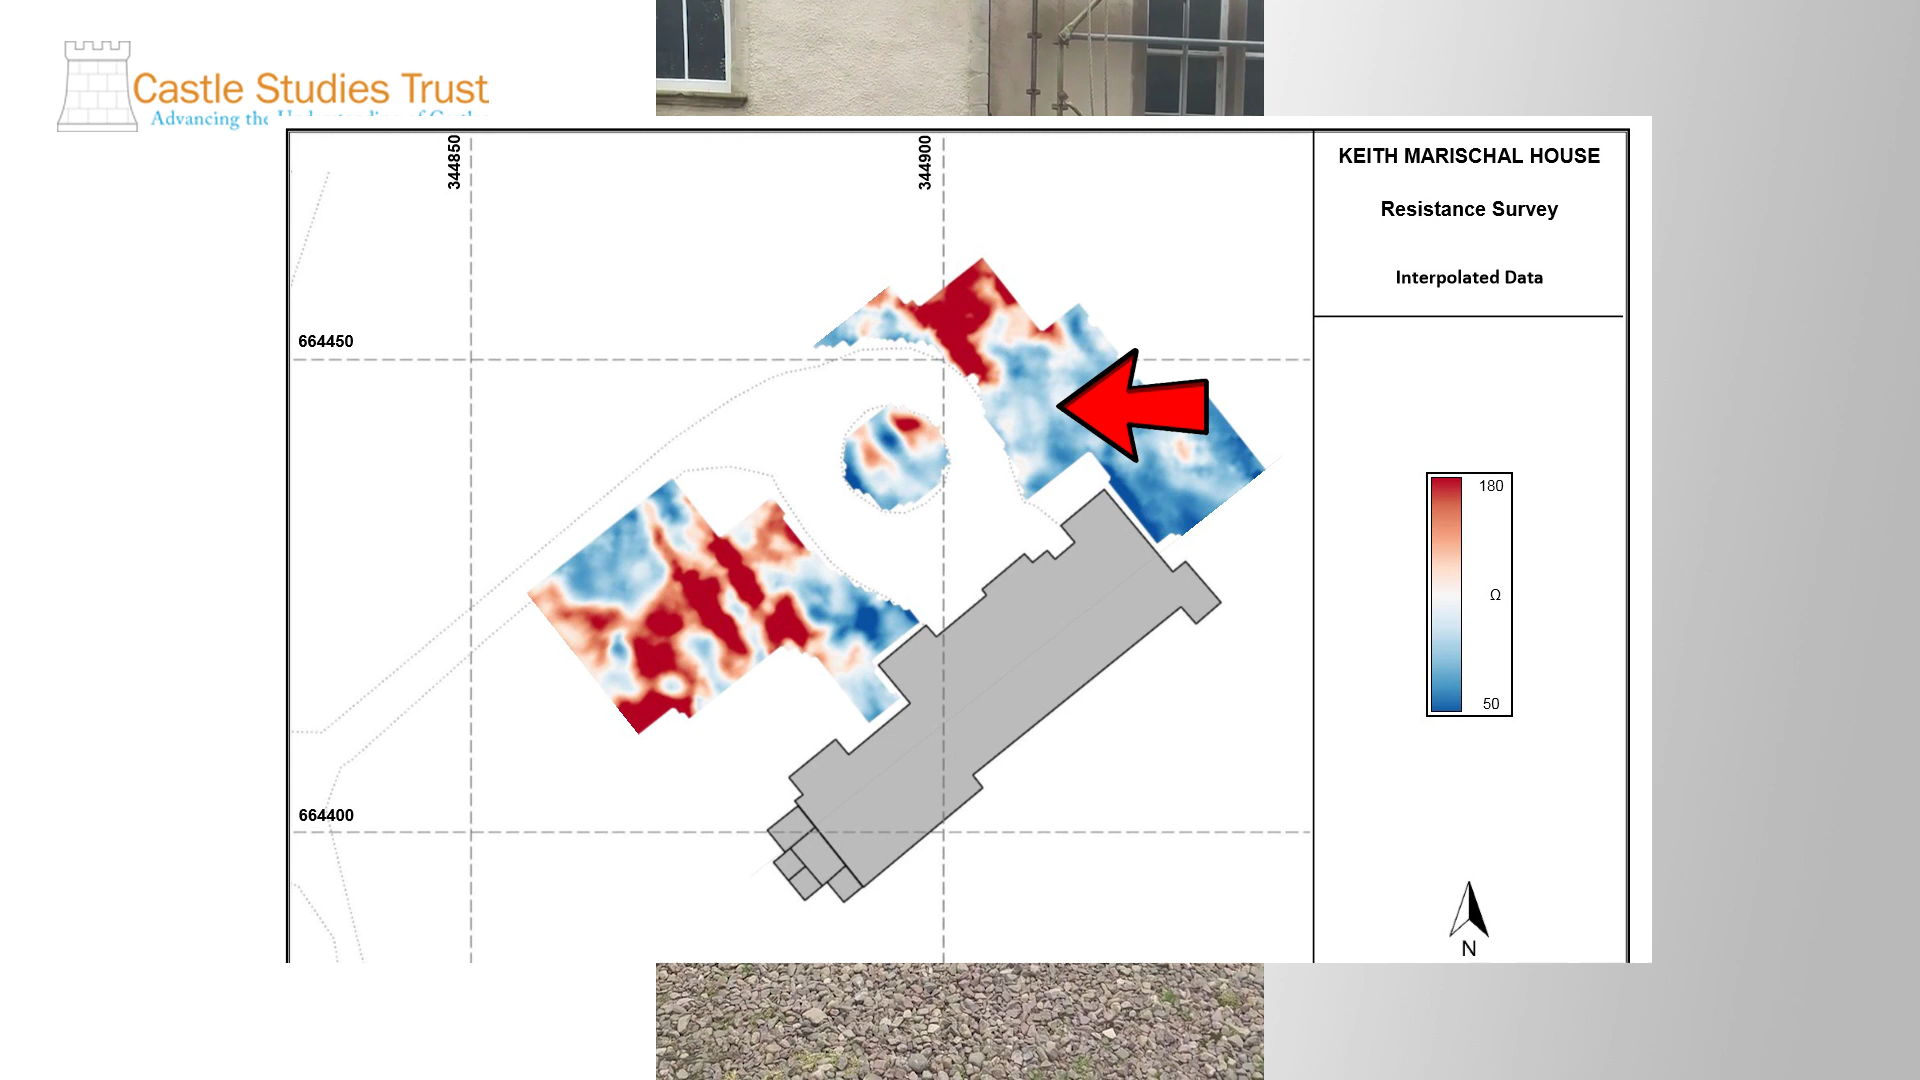 Castle Studies Trust
Advancing the
344850
344900
KEITH MARISCHAL HOUSE
Resistance Survey
Interpolated Data
664450
180
Ω
50
664400
N